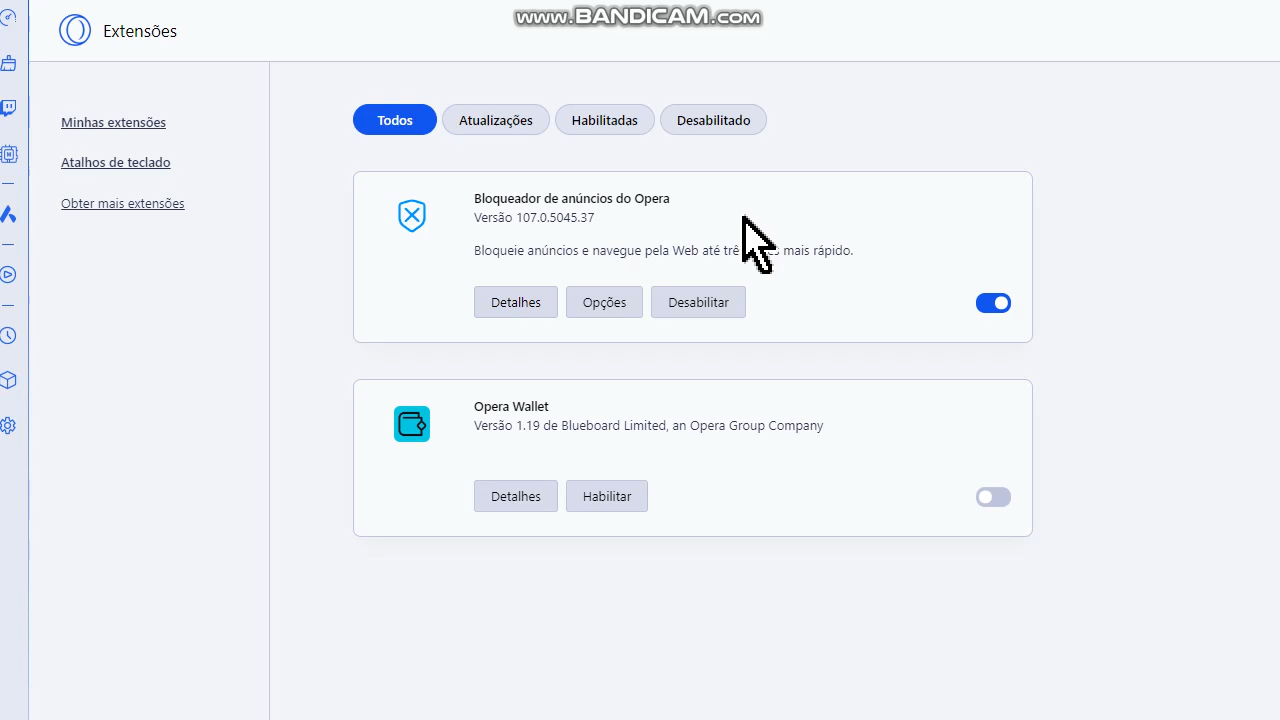 www.BANDICAM.com
Extensões
Minhas extensões
Atalhos de teclado
Obter mais extensões
Todos
Atualizações
Habilitadas
Desabilitado
Bloqueador de anúncios do Opera
Versão 107.0.5045.37
Bloqueie anúncios e navegue pela Web até mais rápido.
Detalhes
Opções
Desabilitar
Opera Wallet
Versão 1.19 de Blueboard Limited, an Opera Group Company
Detalhes
Habilitar